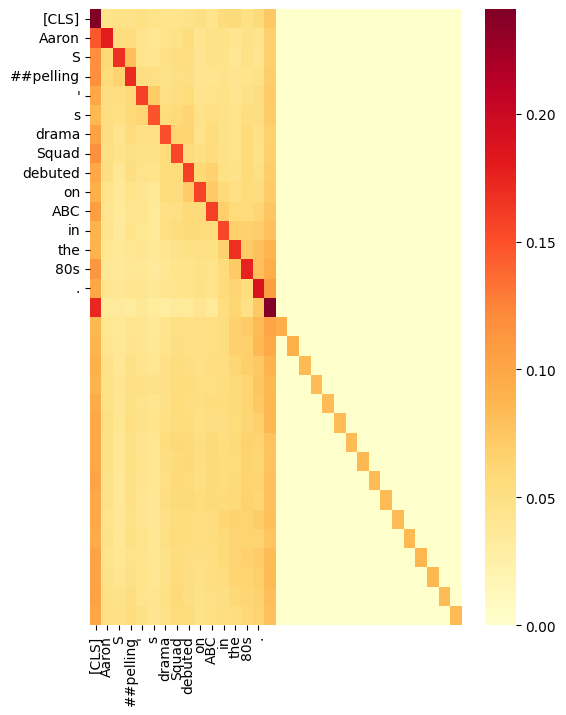 [CLS]
Aaron
S
##pelling
'
s
drama
Squad
debuted
on
ABC
in
the
80s
.
0.20
0.15
0.10
0.05
0.00
[CLS]
Aaron
S
##pelling
'
s
drama
Squad
debuted
on
ABC
in
the
80s
.